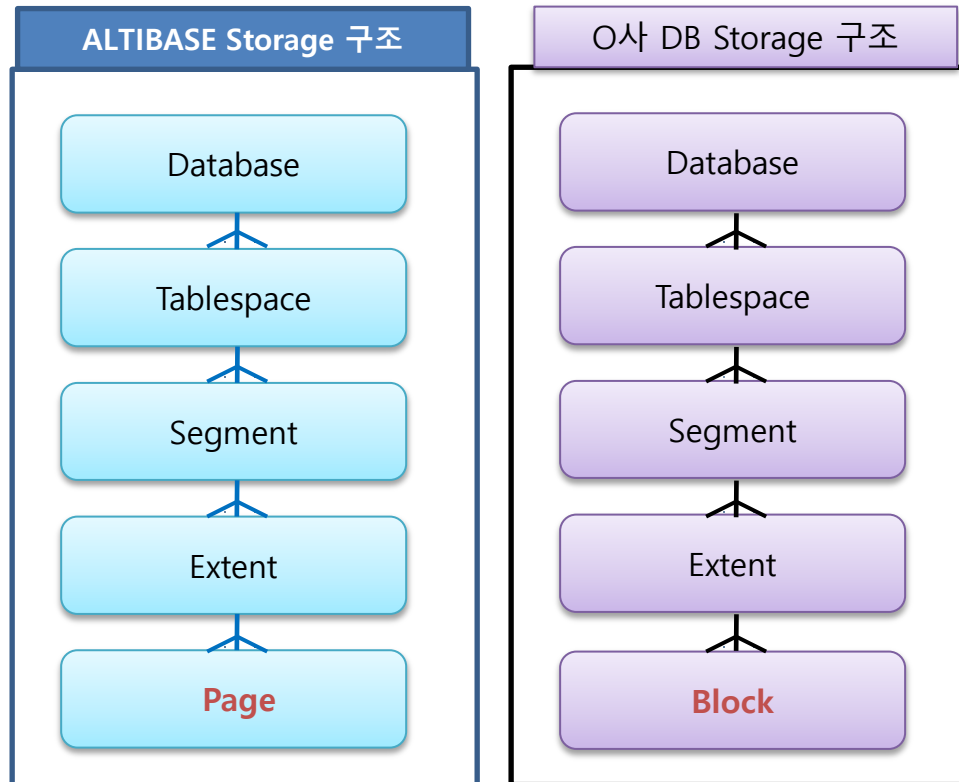 ALTIBASE Storage 구조
Database
Tablespace
Segment
Extent
Page
O사 DB Storage 구조
Database
Tablespace
Segment
Extent
Block